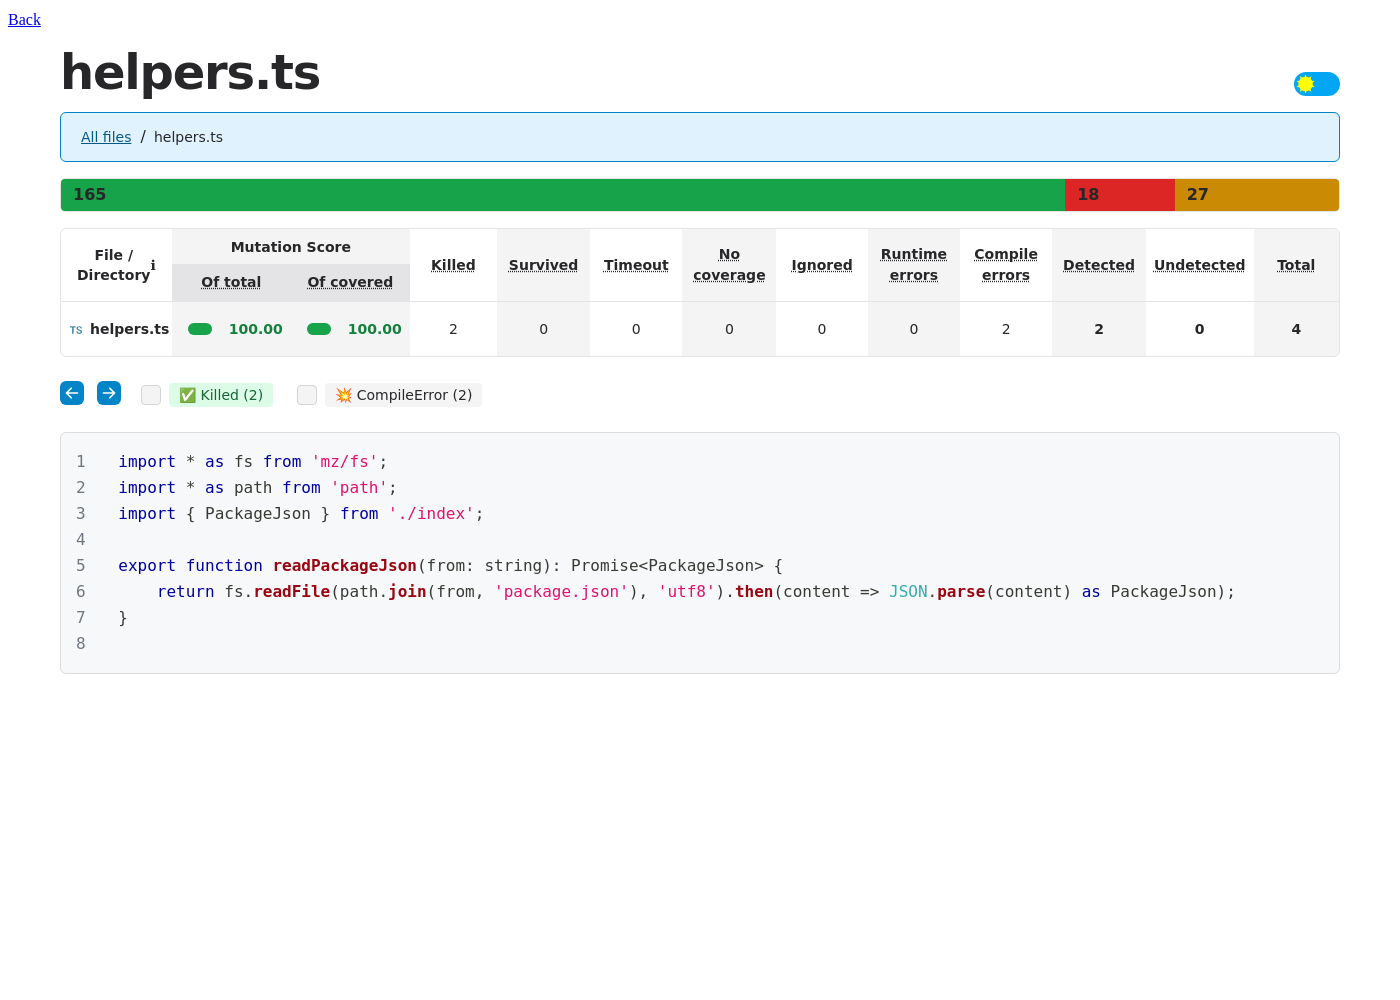 Back
helpers.ts
All files / helpers.ts
165 18 27
File / Directory ℹ Mutation Score Of total Of covered Killed Survived Timeout No coverage Ignored Runtime errors Compile errors Detected Undetected Total
TS helpers.ts 100.00 100.00 2 0 0 0 0 0 2 2 0 4
✅ Killed (2) 💥 CompileError (2)
1 import * as fs from 'mz/fs';
2 import * as path from 'path';
3 import { PackageJson } from './index';
4
5 export function readPackageJson(from: string): Promise<PackageJson> {
6     return fs.readFile(path.join(from, 'package.json'), 'utf8').then(content => JSON.parse(content) as PackageJson);
7 }
8